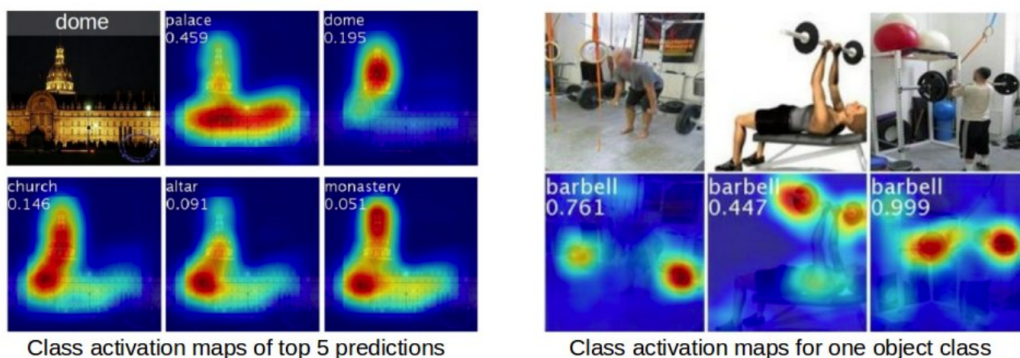 dome
palace
0.459
dome
0.195
church
0.146
altar
0.091
monastery
0.051
Class activation maps of top 5 predictions
barbell
0.761
barbell
0.447
barbell
0.999
Class activation maps for one object class